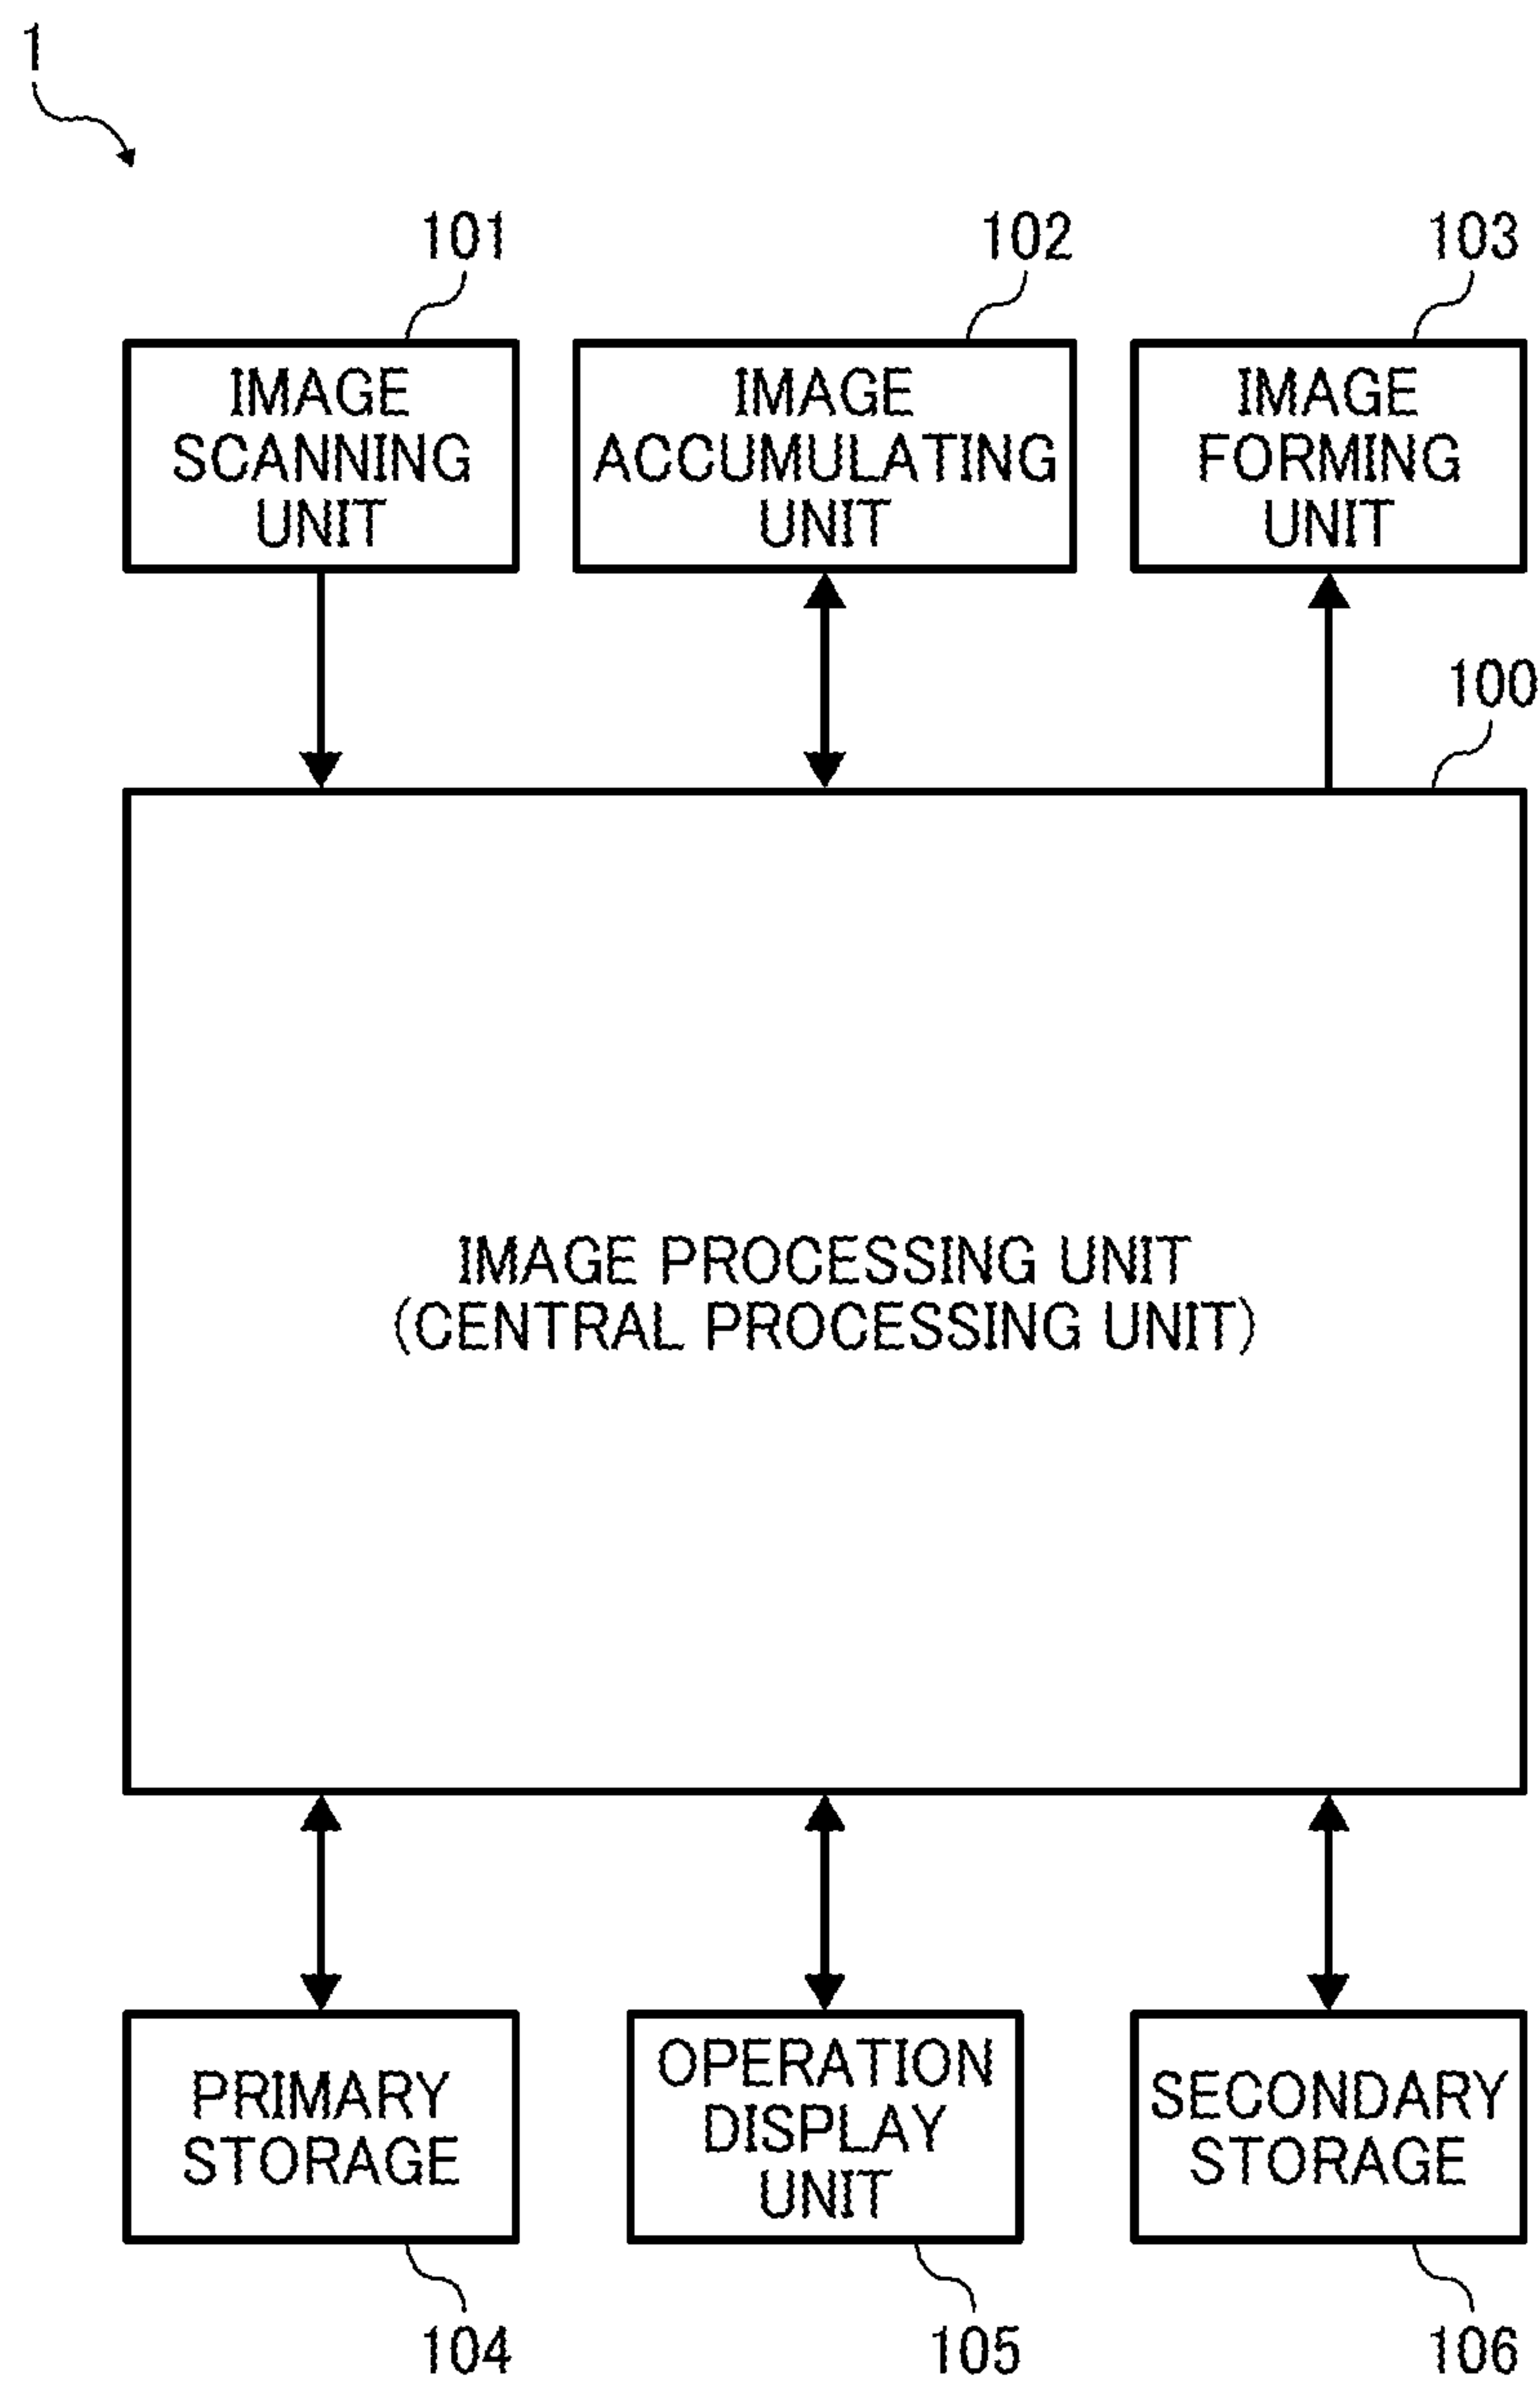 1
101
102
103
IMAGE
SCANNING
UNIT
IMAGE
ACCUMULATING
UNIT
IMAGE
FORMING
UNIT
100
IMAGE PROCESSING UNIT
(CENTRAL PROCESSING UNIT)
PRIMARY
STORAGE
OPERATION
DISPLAY
UNIT
SECONDARY
STORAGE
104
105
106